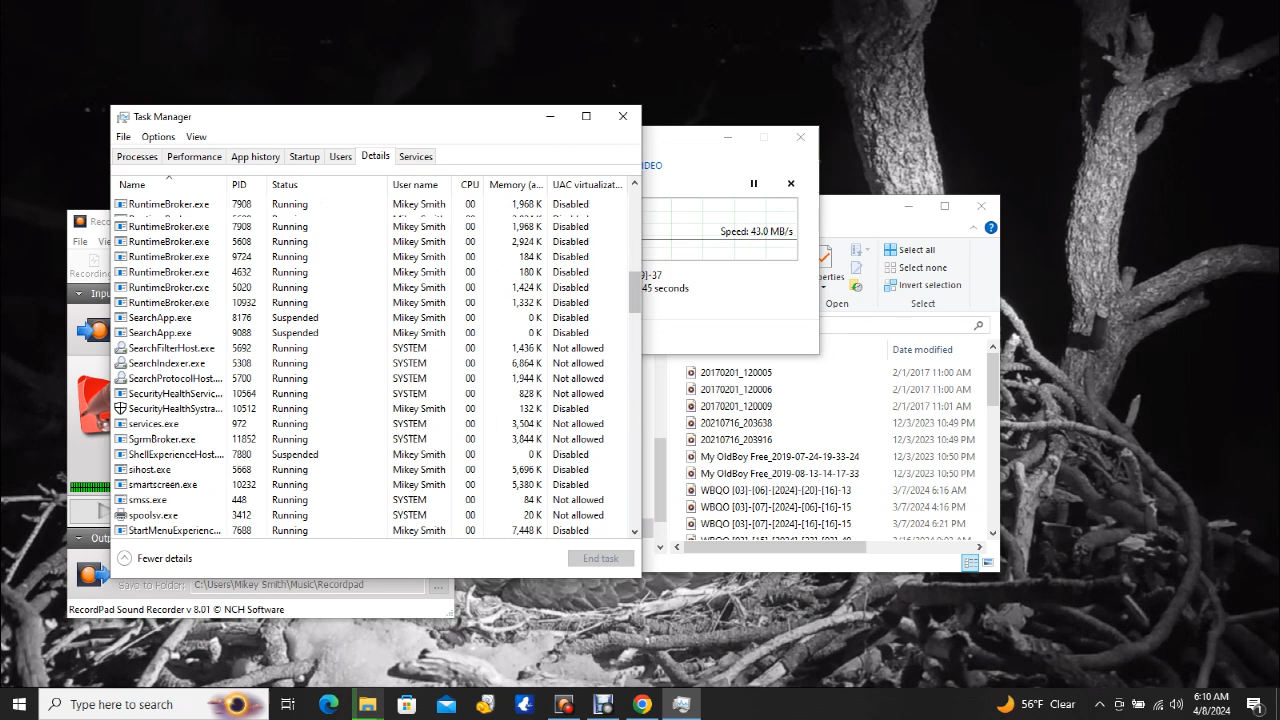 Task Manager
File Options View
Processes Performance App history Startup Users Details Services
Name PID Status User name CPU Memory (a... UAC virtualizat...
RuntimeBroker.exe 7908 Running Mikey Smith 00 1,968 K Disabled
RuntimeBroker.exe 7908 Running Mikey Smith 00 1,968 K Disabled
RuntimeBroker.exe 5608 Running Mikey Smith 00 2,924 K Disabled
RuntimeBroker.exe 9724 Running Mikey Smith 00 184 K Disabled
RuntimeBroker.exe 4632 Running Mikey Smith 00 180 K Disabled
RuntimeBroker.exe 5020 Running Mikey Smith 00 1,424 K Disabled
RuntimeBroker.exe 10932 Running Mikey Smith 00 1,332 K Disabled
SearchApp.exe 8176 Suspended Mikey Smith 00 0 K Disabled
SearchApp.exe 9088 Suspended Mikey Smith 00 0 K Disabled
SearchFilterHost.exe 5692 Running SYSTEM 00 1,436 K Not allowed
SearchIndexer.exe 5308 Running SYSTEM 00 6,864 K Not allowed
SearchProtocolHost.... 5700 Running SYSTEM 00 1,944 K Not allowed
SecurityHealthServic... 10564 Running SYSTEM 00 828 K Not allowed
SecurityHealthSystra... 10512 Running Mikey Smith 00 132 K Disabled
services.exe 972 Running SYSTEM 00 3,504 K Not allowed
SgrmBroker.exe 11852 Running SYSTEM 00 3,844 K Not allowed
ShellExperienceHost.... 7880 Suspended Mikey Smith 00 0 K Disabled
sihost.exe 5668 Running Mikey Smith 00 5,696 K Disabled
smartscreen.exe 10232 Running Mikey Smith 00 5,380 K Disabled
smss.exe 448 Running SYSTEM 00 84 K Not allowed
spoolsv.exe 3412 Running SYSTEM 00 20 K Not allowed
StartMenuExperienc... 7688 Running Mikey Smith 00 7,448 K Disabled
Fewer details
End task
Reco
File Vie
Recording
Inpu
Outp
Save to Folder: C:\Users\Mikey Smith\Music\Recordpad ...
RecordPad Sound Recorder v 8.01 © NCH Software
IDEO
Speed: 43.0 MB/s
9]-37
45 seconds
perties
Open
Select all
Select none
Invert selection
Select
Date modified
20170201_120005 2/1/2017 11:00 AM
20170201_120006 2/1/2017 11:00 AM
20170201_120009 2/1/2017 11:01 AM
20210716_203638 12/3/2023 10:49 PM
20210716_203916 12/3/2023 10:49 PM
My OldBoy Free_2019-07-24-19-33-24 12/3/2023 10:50 PM
My OldBoy Free_2019-08-13-14-17-33 12/3/2023 10:50 PM
WBQO [03]-[06]-[2024]-[20]-[16]-13 3/7/2024 6:16 AM
WBQO [03]-[07]-[2024]-[06]-[16]-15 3/7/2024 4:16 PM
WBQO [03]-[07]-[2024]-[16]-[16]-15 3/7/2024 6:21 PM
Type here to search
56°F Clear
6:10 AM
4/8/2024
1